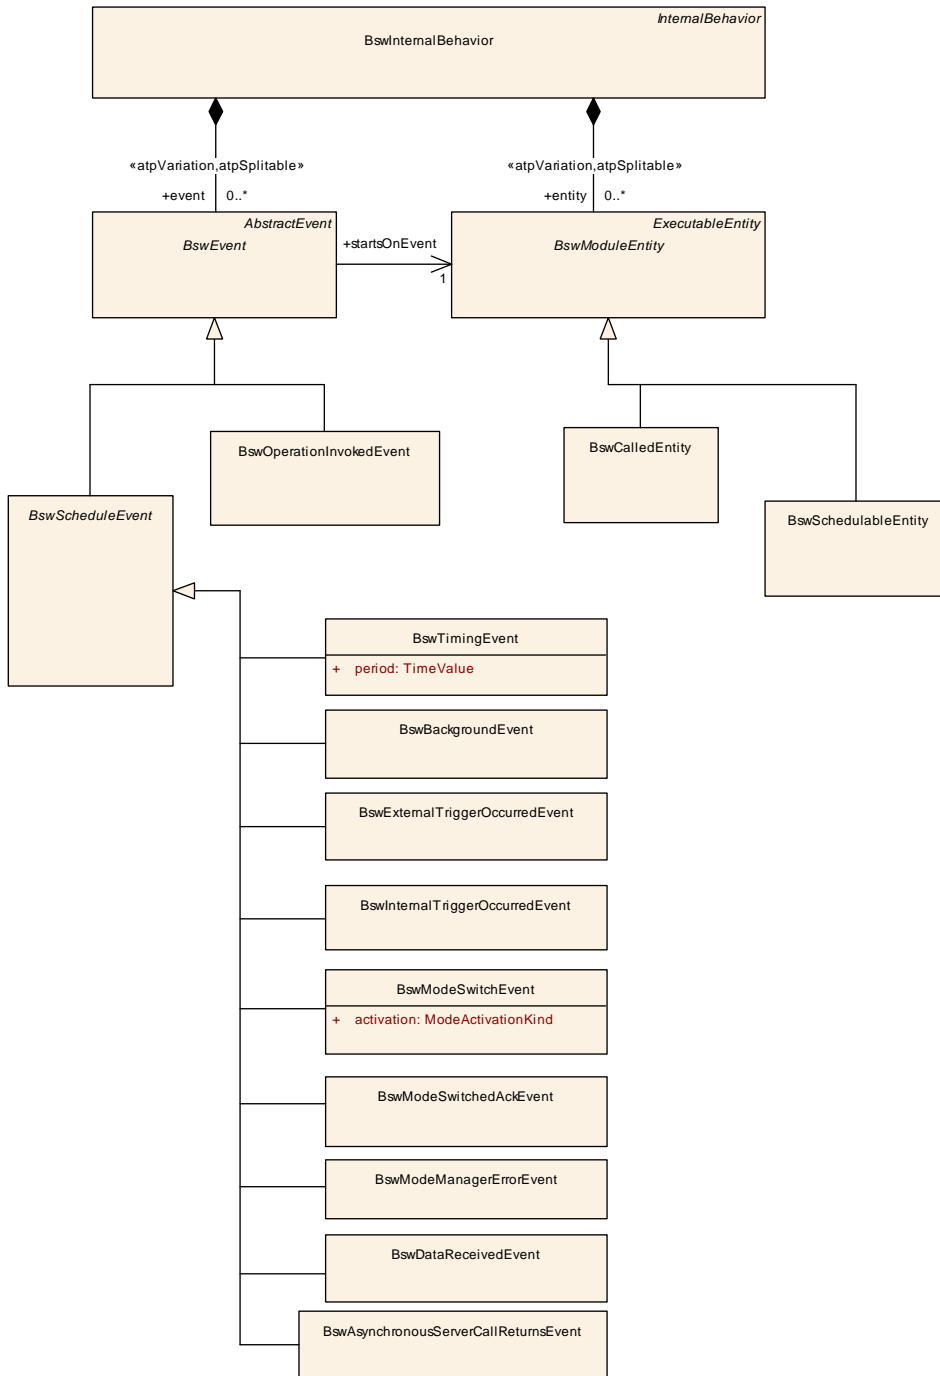 InternalBehavior
BswInternalBehavior
«atpVariation,atpSplitable»
«atpVariation,atpSplitable»
+event 0..*
+entity 0..*
AbstractEvent
BswEvent
+startsOnEvent
1
ExecutableEntity
BswModuleEntity
BswOperationInvokedEvent
BswCalledEntity
BswScheduleEvent
BswSchedulableEntity
BswTimingEvent
+ period: TimeValue
BswBackgroundEvent
BswExternalTriggerOccurredEvent
BswInternalTriggerOccurredEvent
BswModeSwitchEvent
+ activation: ModeActivationKind
BswModeSwitchedAckEvent
BswModeManagerErrorEvent
BswDataReceivedEvent
BswAsynchronousServerCallReturnsEvent